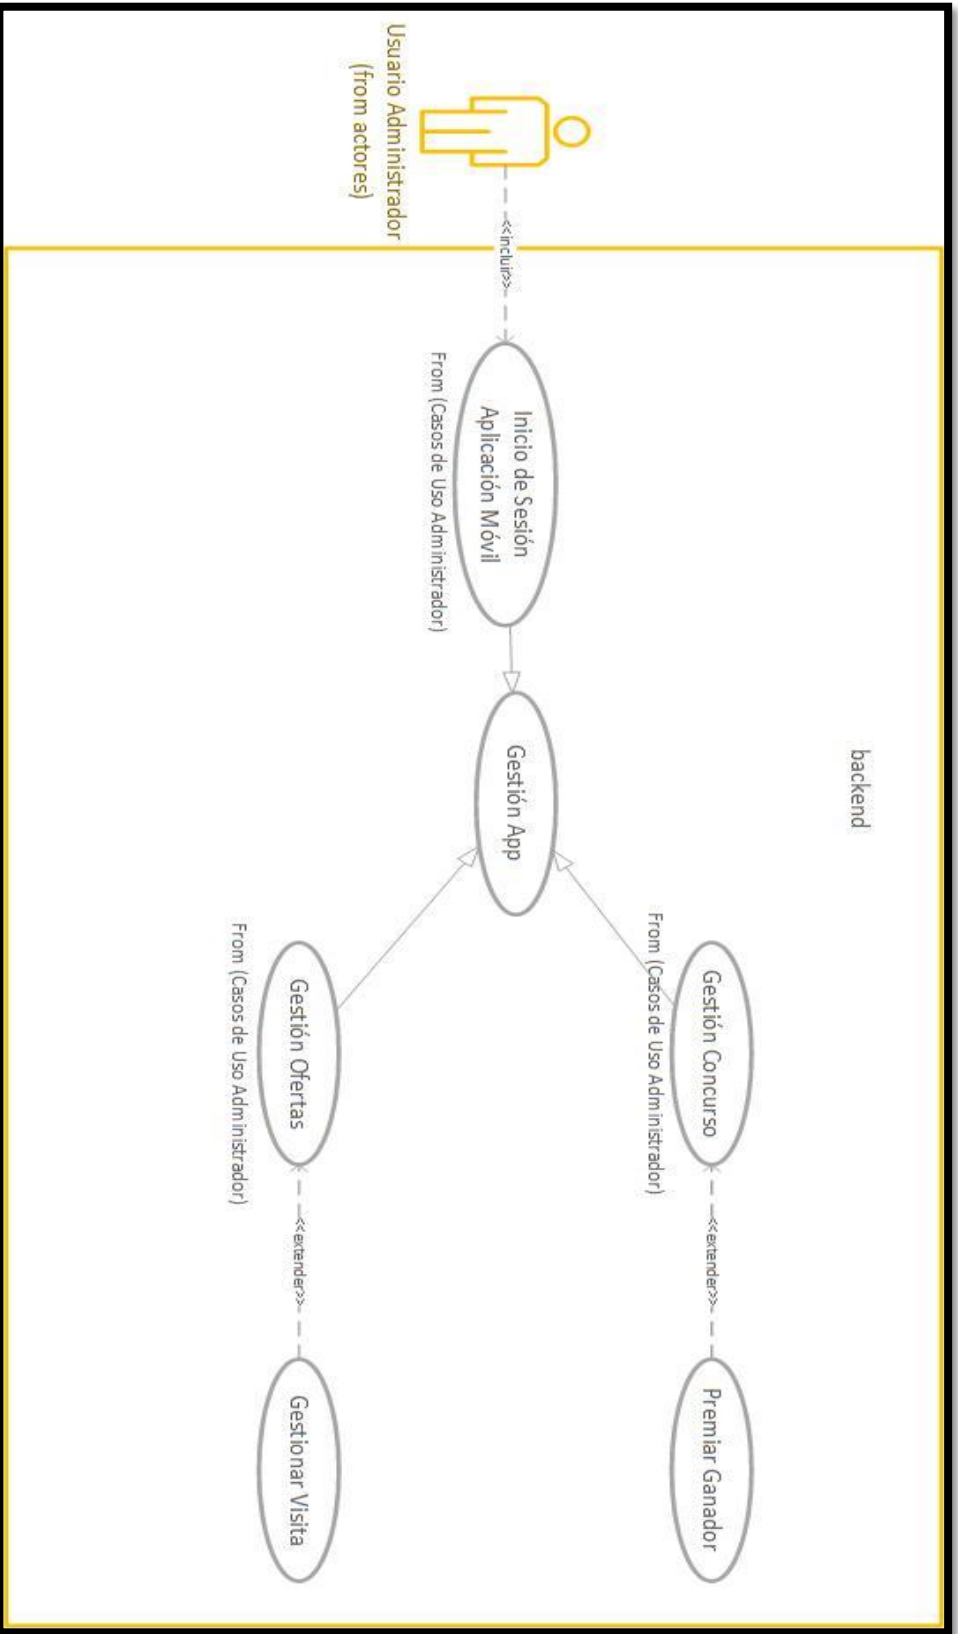 backend
Usuario Administrador
(from actores)
<<incluir>>
Inicio de Sesión
Aplicación Móvil
From (Casos de Uso Administrador)
Gestión App
Gestión Concurso
From (Casos de Uso Administrador)
<<extender>>
Premiar Ganador
Gestión Ofertas
From (Casos de Uso Administrador)
<<extender>>
Gestionar Visita